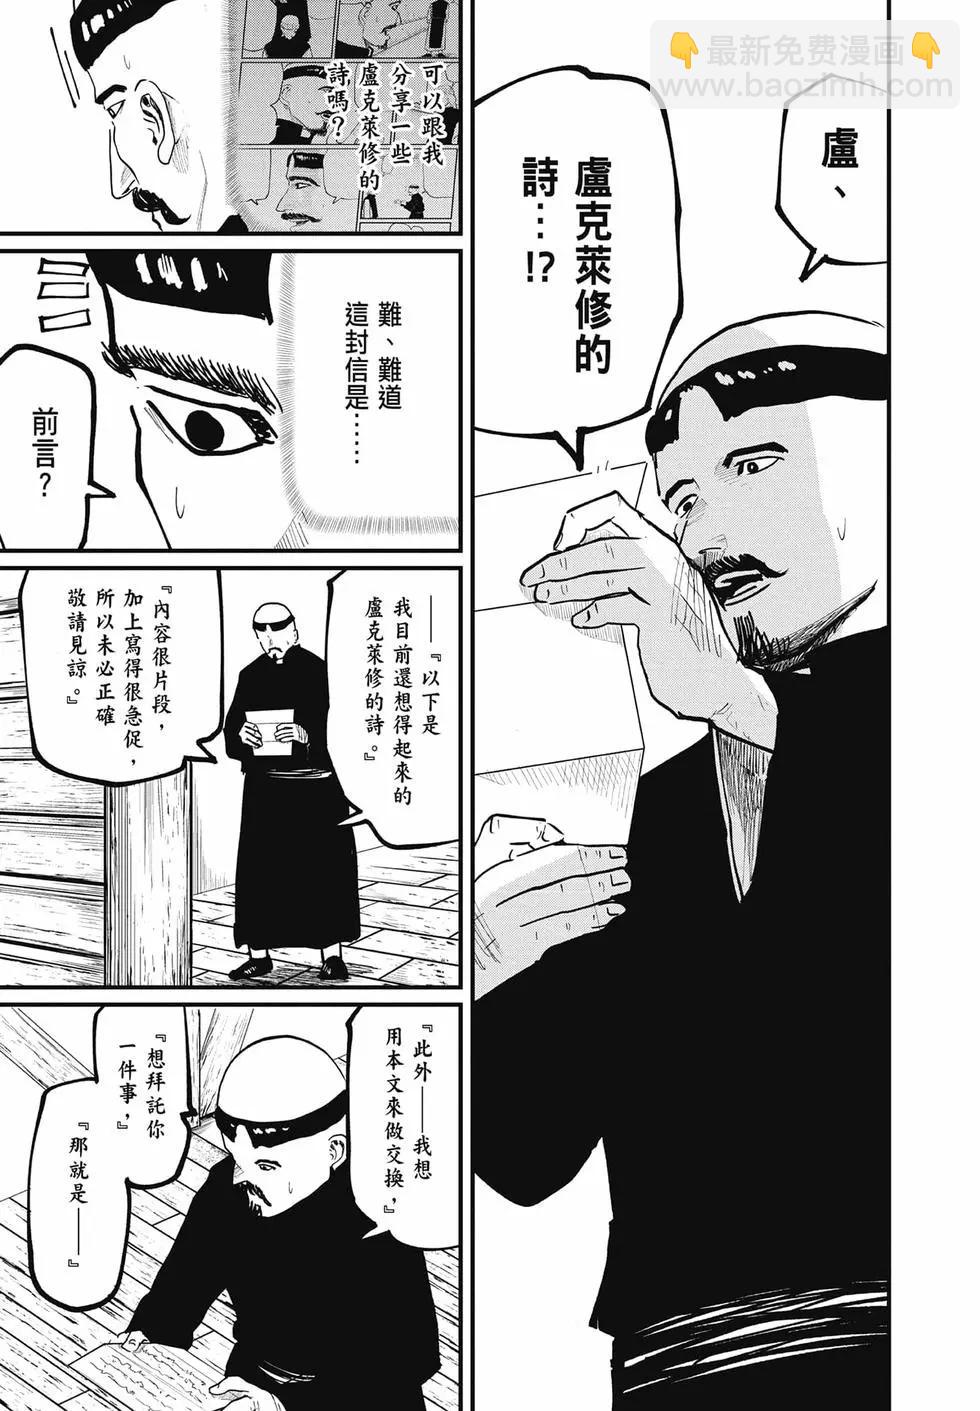 👇最新免费漫画👇
www.baozimh.com
盧、
盧克萊修的
詩…!?
可以跟我
分享一些
盧克萊修的
詩嗎？
難、難道
這封信是……
前言？
——『以下是
我目前還想得起來的
盧克萊修的詩。』
『內容很片段，
加上寫得很急促，
所以未必正確
敬請見諒。』
『此外——我想
用本文來做交換，』
『想拜託你
一件事，』
『那就是——』